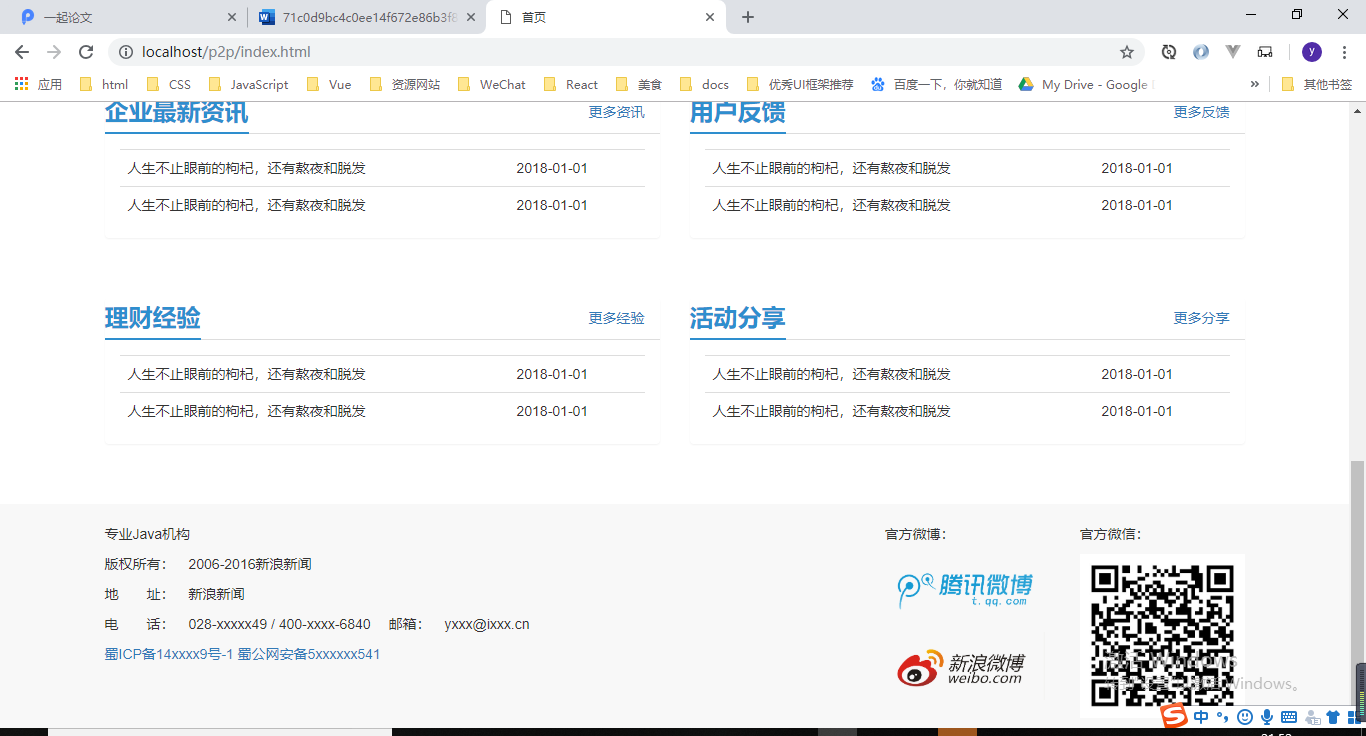 一起论文
71c0d9bc4c0ee14f672e86b3f8
首页
localhost/p2p/index.html
y
应用 html CSS JavaScript Vue 资源网站 WeChat React 美食 docs 优秀UI框架推荐 百度一下，你就知道 My Drive - Google » 其他书签
企业最新资讯 更多资讯
人生不止眼前的枸杞，还有熬夜和脱发 2018-01-01
人生不止眼前的枸杞，还有熬夜和脱发 2018-01-01
用户反馈 更多反馈
人生不止眼前的枸杞，还有熬夜和脱发 2018-01-01
人生不止眼前的枸杞，还有熬夜和脱发 2018-01-01
理财经验 更多经验
人生不止眼前的枸杞，还有熬夜和脱发 2018-01-01
人生不止眼前的枸杞，还有熬夜和脱发 2018-01-01
活动分享 更多分享
人生不止眼前的枸杞，还有熬夜和脱发 2018-01-01
人生不止眼前的枸杞，还有熬夜和脱发 2018-01-01
专业Java机构
版权所有： 2006-2016新浪新闻
地 址： 新浪新闻
电 话： 028-xxxxx49 / 400-xxxx-6840 邮箱： yxxx@ixxx.cn
蜀ICP备14xxxx9号-1 蜀公网安备5xxxxxx541
官方微博：
腾讯微博
t.qq.com
新浪微博
weibo.com
官方微信：
Windows
Windows。
S 中